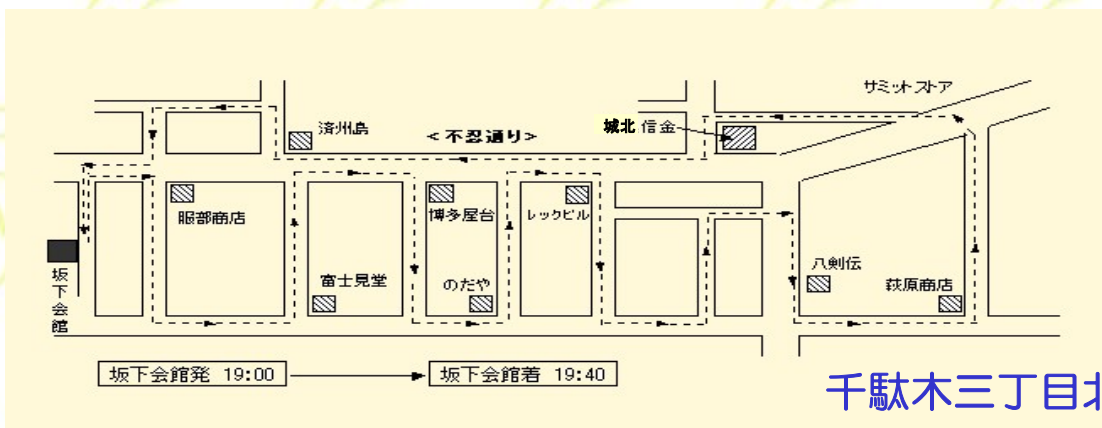 サミットストア
済州島
<不忍通り>
城北信金
服部商店
博多屋台
レックビル
富士見堂
のだや
八剣伝
萩原商店
坂下会館
坂下会館発 19:00
坂下会館着 19:40
千駄木三丁目北